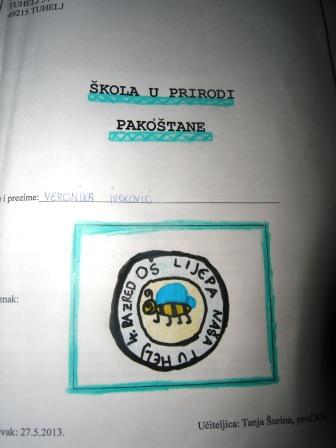 49215 TUHELJ
ŠKOLA U PRIRODI
PAKOŠTANE
i prezime: VERONIKA IVEKOVIĆ
4. RAZRED OŠ LIJEPA NAŠA TUHELJ
znak:
Učiteljica: Tanja Šurina,
27.5.2013.